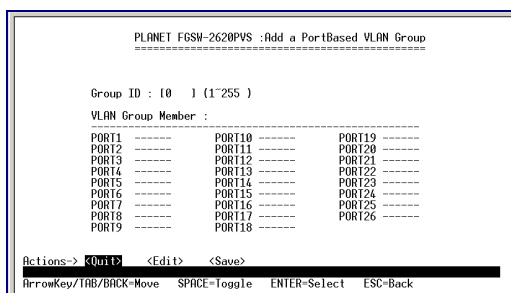 PLANET FGSW-2620PVS :Add a PortBased VLAN Group
===============================================
Group ID : [0   ] (1~255 )
VLAN Group Member :
-----------------------------------------------------
PORT1  ------       PORT10 ------       PORT19 ------
PORT2  ------       PORT11 ------       PORT20 ------
PORT3  ------       PORT12 ------       PORT21 ------
PORT4  ------       PORT13 ------       PORT22 ------
PORT5  ------       PORT14 ------       PORT23 ------
PORT6  ------       PORT15 ------       PORT24 ------
PORT7  ------       PORT16 ------       PORT25 ------
PORT8  ------       PORT17 ------       PORT26 ------
PORT9  ------       PORT18 ------
Actions-> <Quit>    <Edit>    <Save>
ArrowKey/TAB/BACK=Move   SPACE=Toggle   ENTER=Select   ESC=Back